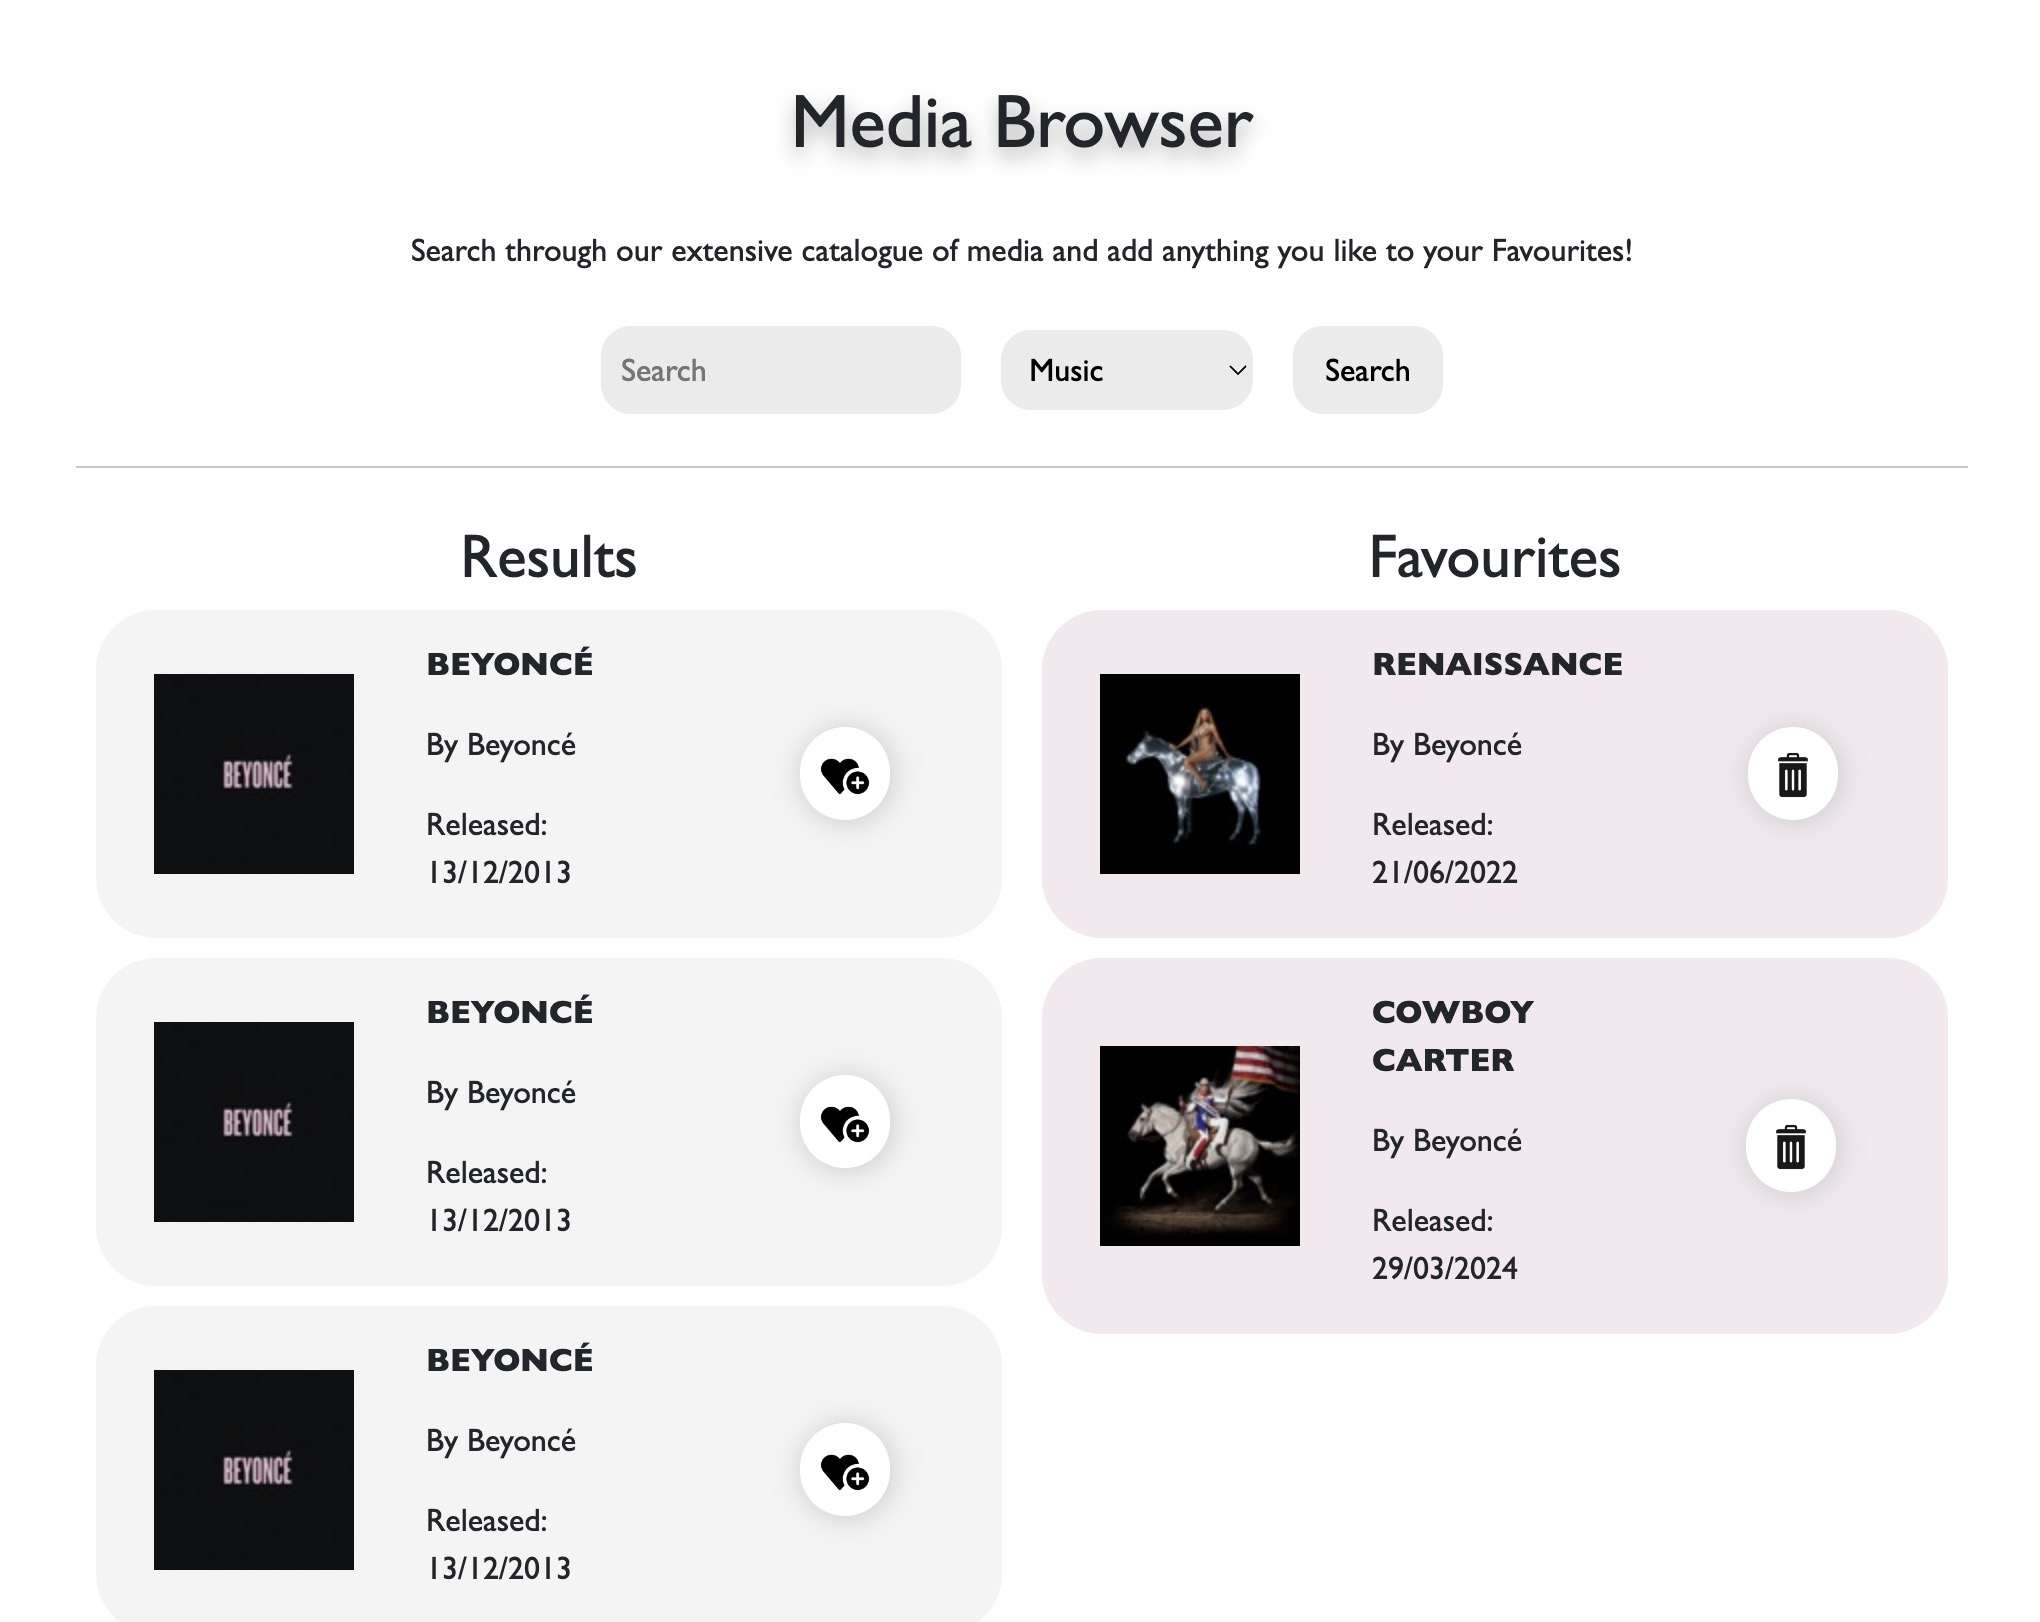 Media Browser
Search through our extensive catalogue of media and add anything you like to your Favourites!
Search
Music
Search
Results
BEYONCÉ
BEYONCÉ
By Beyoncé
Released:
13/12/2013
BEYONCÉ
BEYONCÉ
By Beyoncé
Released:
13/12/2013
BEYONCÉ
BEYONCÉ
By Beyoncé
Released:
13/12/2013
Favourites
RENAISSANCE
By Beyoncé
Released:
21/06/2022
COWBOY
CARTER
By Beyoncé
Released:
29/03/2024